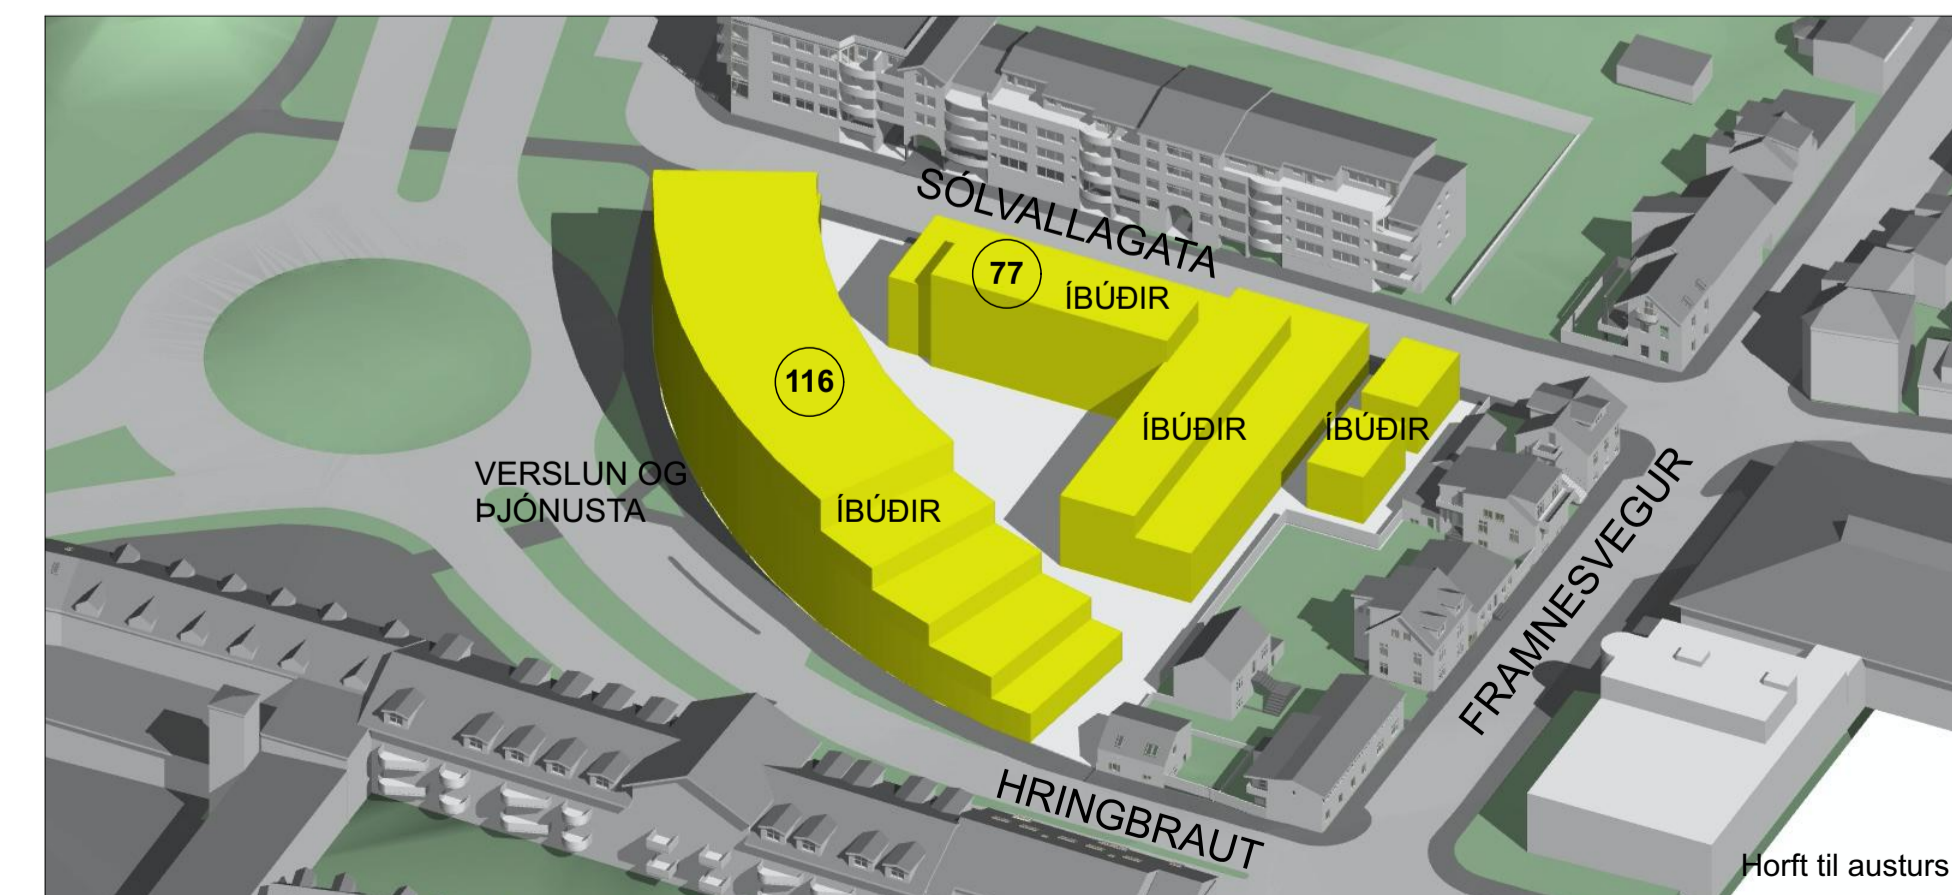 SÓLVALLAGATA
77
ÍBÚÐIR
116
ÍBÚÐIR
ÍBÚÐIR
VERSLUN OG
ÞJÓNUSTA
ÍBÚÐIR
FRAMNESVEGUR
HRINGBRAUT
Horft til austurs